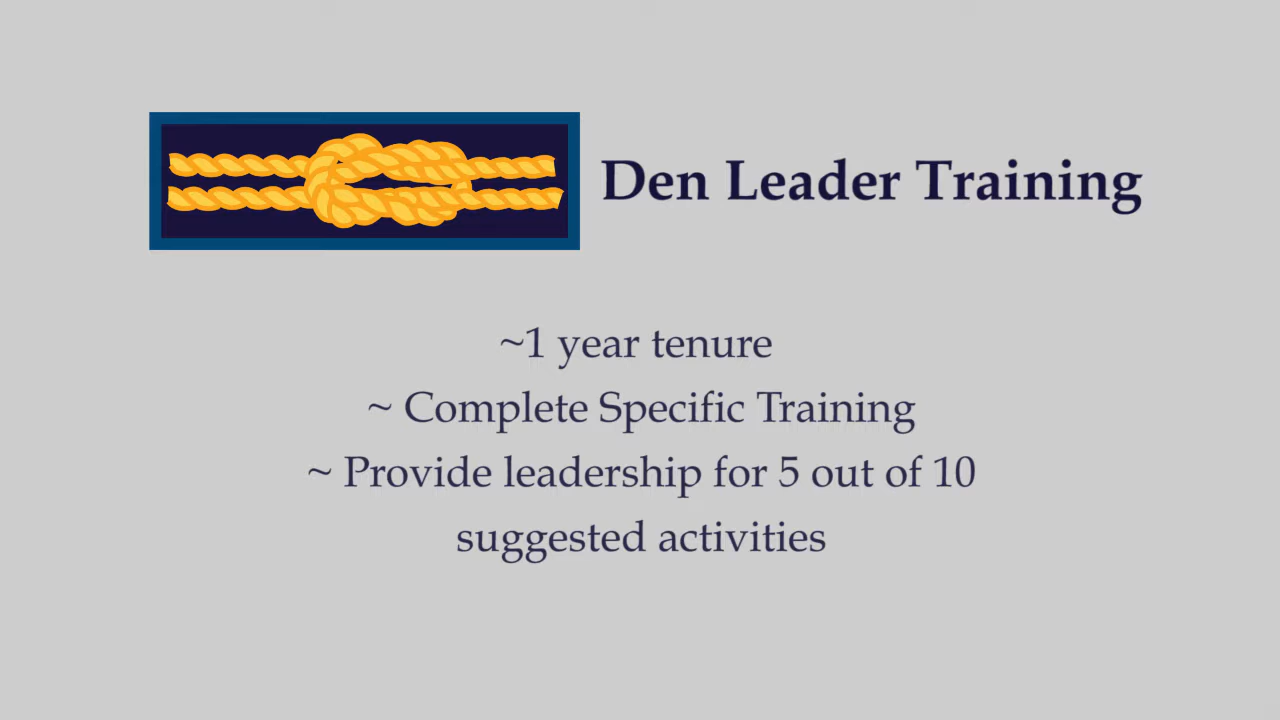 Den Leader Training
~1 year tenure
~ Complete Specific Training
~ Provide leadership for 5 out of 10
suggested activities